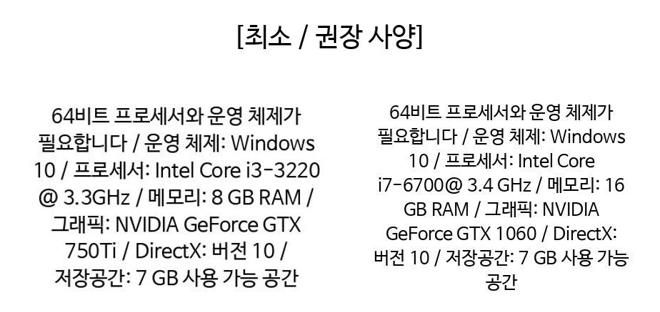 [최소 / 권장 사양]
64비트 프로세서와 운영 체제가
필요합니다 / 운영 체제: Windows
10 / 프로세서: Intel Core i3-3220
@ 3.3GHz / 메모리: 8 GB RAM /
그래픽: NVIDIA GeForce GTX
750Ti / DirectX: 버전 10 /
저장공간: 7 GB 사용 가능 공간
64비트 프로세서와 운영 체제가
필요합니다 / 운영 체제: Windows
10 / 프로세서: Intel Core
i7-6700@ 3.4 GHz / 메모리: 16
GB RAM / 그래픽: NVIDIA
GeForce GTX 1060 / DirectX:
버전 10 / 저장공간: 7 GB 사용 가능
공간